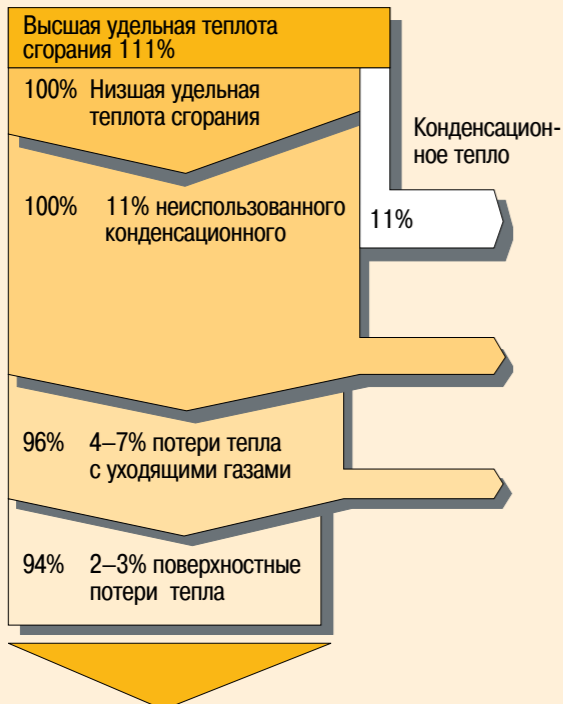 Высшая удельная теплота
сгорания 111%
100% Низшая удельная
теплота сгорания
Конденсацион-
ное тепло
100% 11% неиспользованного
конденсационного
11%
96% 4–7% потери тепла
с уходящими газами
94% 2–3% поверхностные
потери тепла